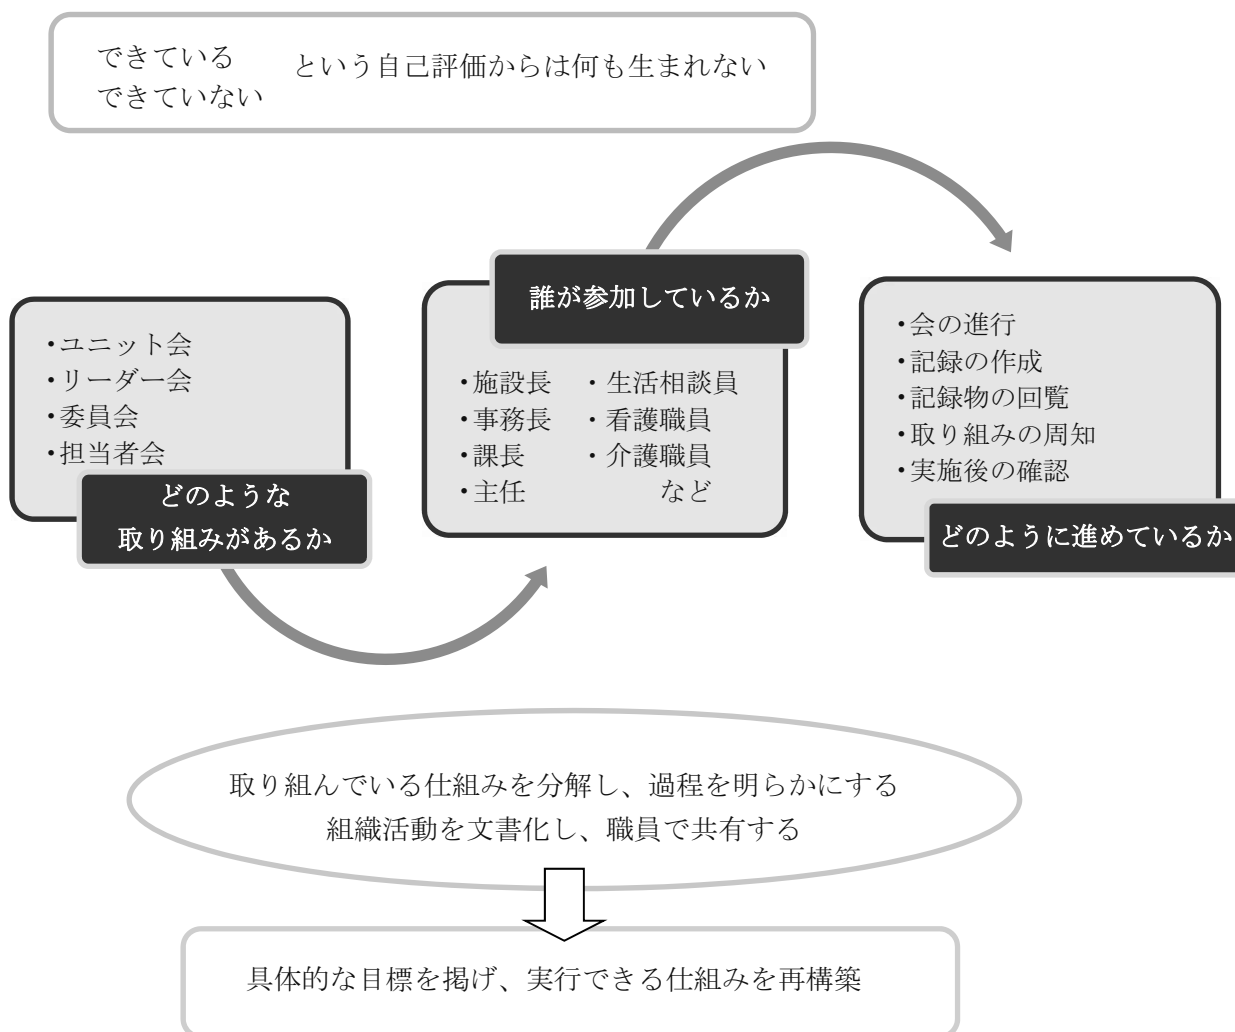 できている
できていない
という自己評価からは何も生まれない
・ユニット会
・リーダー会
・委員会
・担当者会
どのような
取り組みがあるか
誰が参加しているか
・施設長 ・生活相談員
・事務長 ・看護職員
・課長 ・介護職員
・主任 など
・会の進行
・記録の作成
・記録物の回覧
・取り組みの周知
・実施後の確認
どのように進めているか
取り組んでいる仕組みを分解し、過程を明らかにする
組織活動を文書化し、職員で共有する
具体的な目標を掲げ、実行できる仕組みを再構築